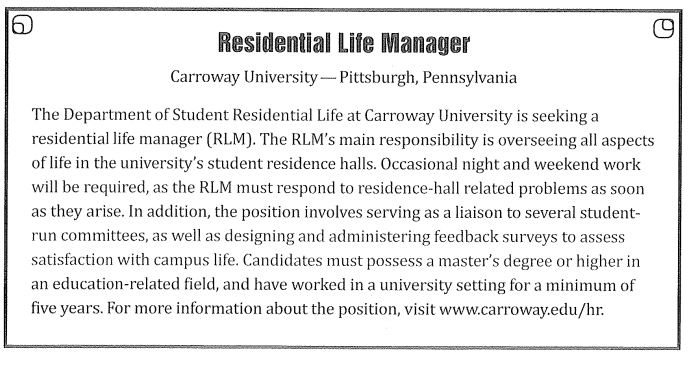 Residential Life Manager
Carroway University—Pittsburgh, Pennsylvania
The Department of Student Residential Life at Carroway University is seeking a
residential life manager (RLM). The RLM's main responsibility is overseeing all aspects
of life in the university's student residence halls. Occasional night and weekend work
will be required, as the RLM must respond to residence-hall related problems as soon
as they arise. In addition, the position involves serving as a liaison to several student-
run committees, as well as designing and administering feedback surveys to assess
satisfaction with campus life. Candidates must possess a master's degree or higher in
an education-related field, and have worked in a university setting for a minimum of
five years. For more information about the position, visit www.carroway.edu/hr.